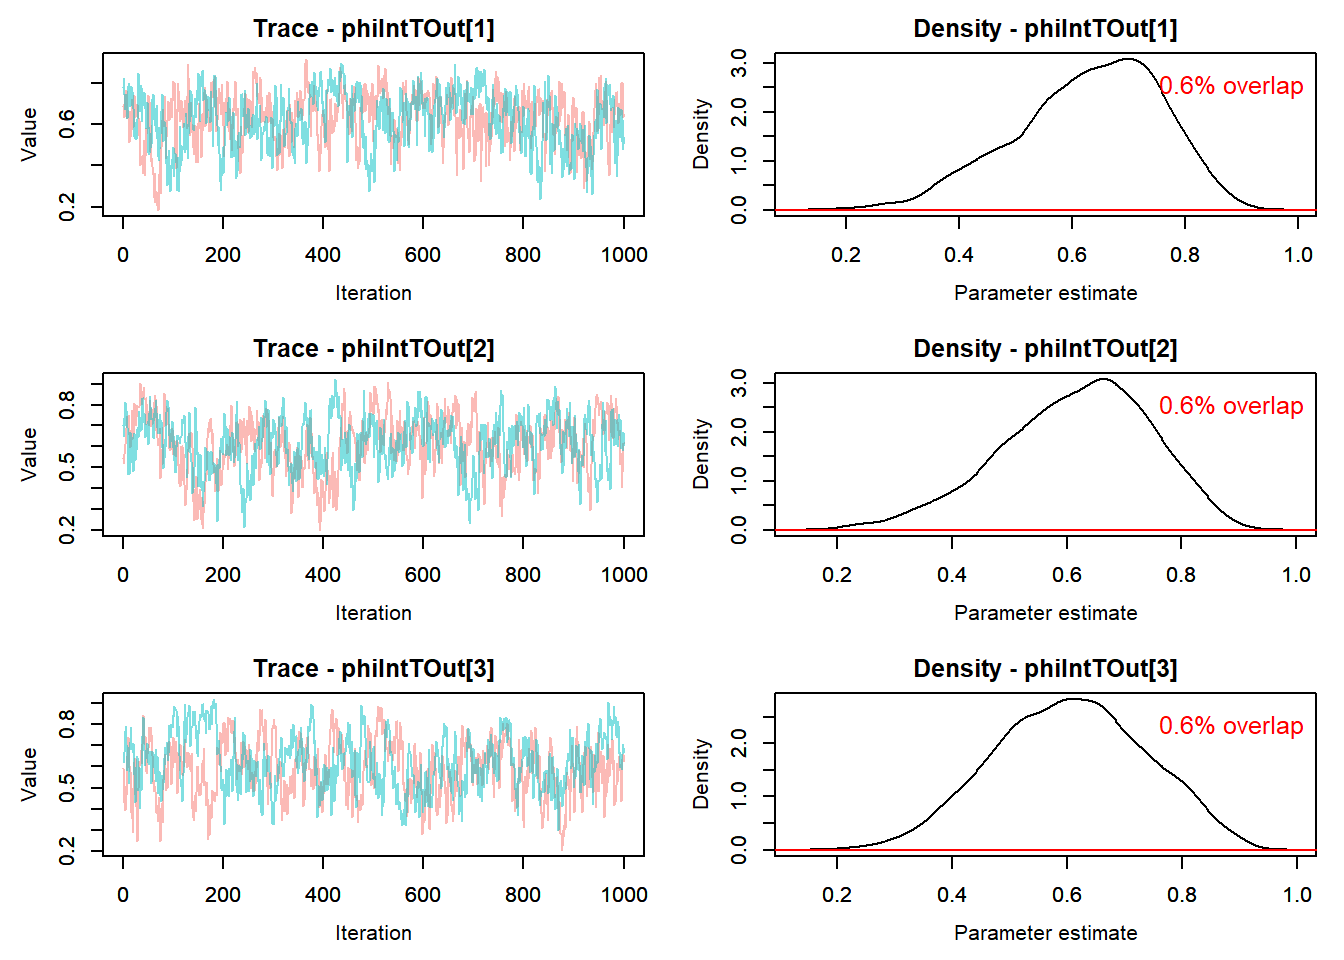 Trace - phiIntTOut[1]
Value
0.2 0.6
0 200 400 600 800 1000
Iteration
Density - phiIntTOut[1]
0.6% overlap
Density
0.0 1.0 2.0 3.0
0.2 0.4 0.6 0.8 1.0
Parameter estimate
Trace - phiIntTOut[2]
Value
0.2 0.5 0.8
0 200 400 600 800 1000
Iteration
Density - phiIntTOut[2]
0.6% overlap
Density
0.0 1.0 2.0 3.0
0.2 0.4 0.6 0.8 1.0
Parameter estimate
Trace - phiIntTOut[3]
Value
0.2 0.5 0.8
0 200 400 600 800 1000
Iteration
Density - phiIntTOut[3]
0.6% overlap
Density
0.0 1.0 2.0
0.2 0.4 0.6 0.8 1.0
Parameter estimate